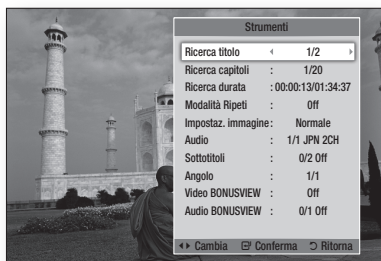 Strumenti
Ricerca titolo ◂ 1/2 ▸
Ricerca capitoli : 1/20
Ricerca durata : 00:00:13/01:34:37
Modalità Ripeti : Off
Impostaz. immagine : Normale
Audio : 1/1 JPN 2CH
Sottotitoli : 0/2 Off
Angolo : 1/1
Video BONUSVIEW : Off
Audio BONUSVIEW : 0/1 Off
◂▸ Cambia Conferma Ritorna